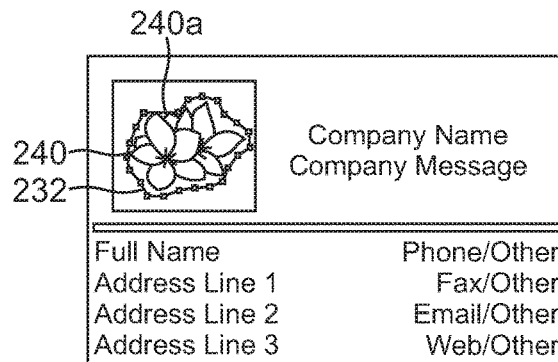 240a
240
232
Company Name
Company Message
Full Name Phone/Other
Address Line 1 Fax/Other
Address Line 2 Email/Other
Address Line 3 Web/Other